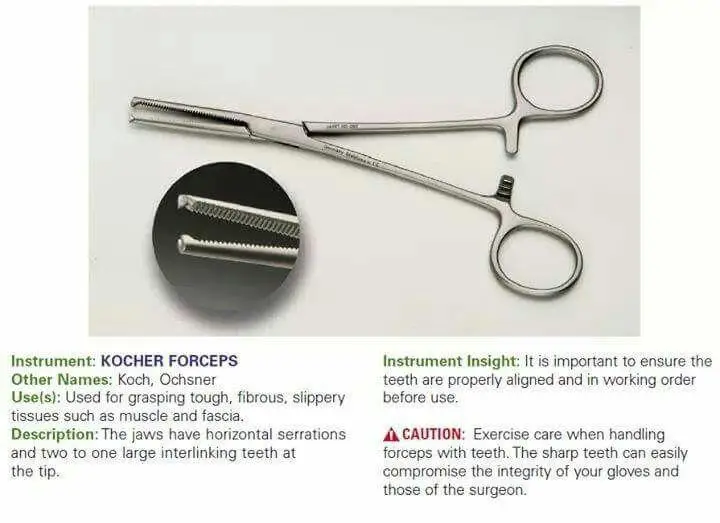 Instrument: KOCHER FORCEPS
Other Names: Koch, Ochsner
Use(s): Used for grasping tough, fibrous, slippery
tissues such as muscle and fascia.
Description: The jaws have horizontal serrations
and two to one large interlinking teeth at
the tip.
Instrument Insight: It is important to ensure the
teeth are properly aligned and in working order
before use.
CAUTION: Exercise care when handling
forceps with teeth. The sharp teeth can easily
compromise the integrity of your gloves and
those of the surgeon.